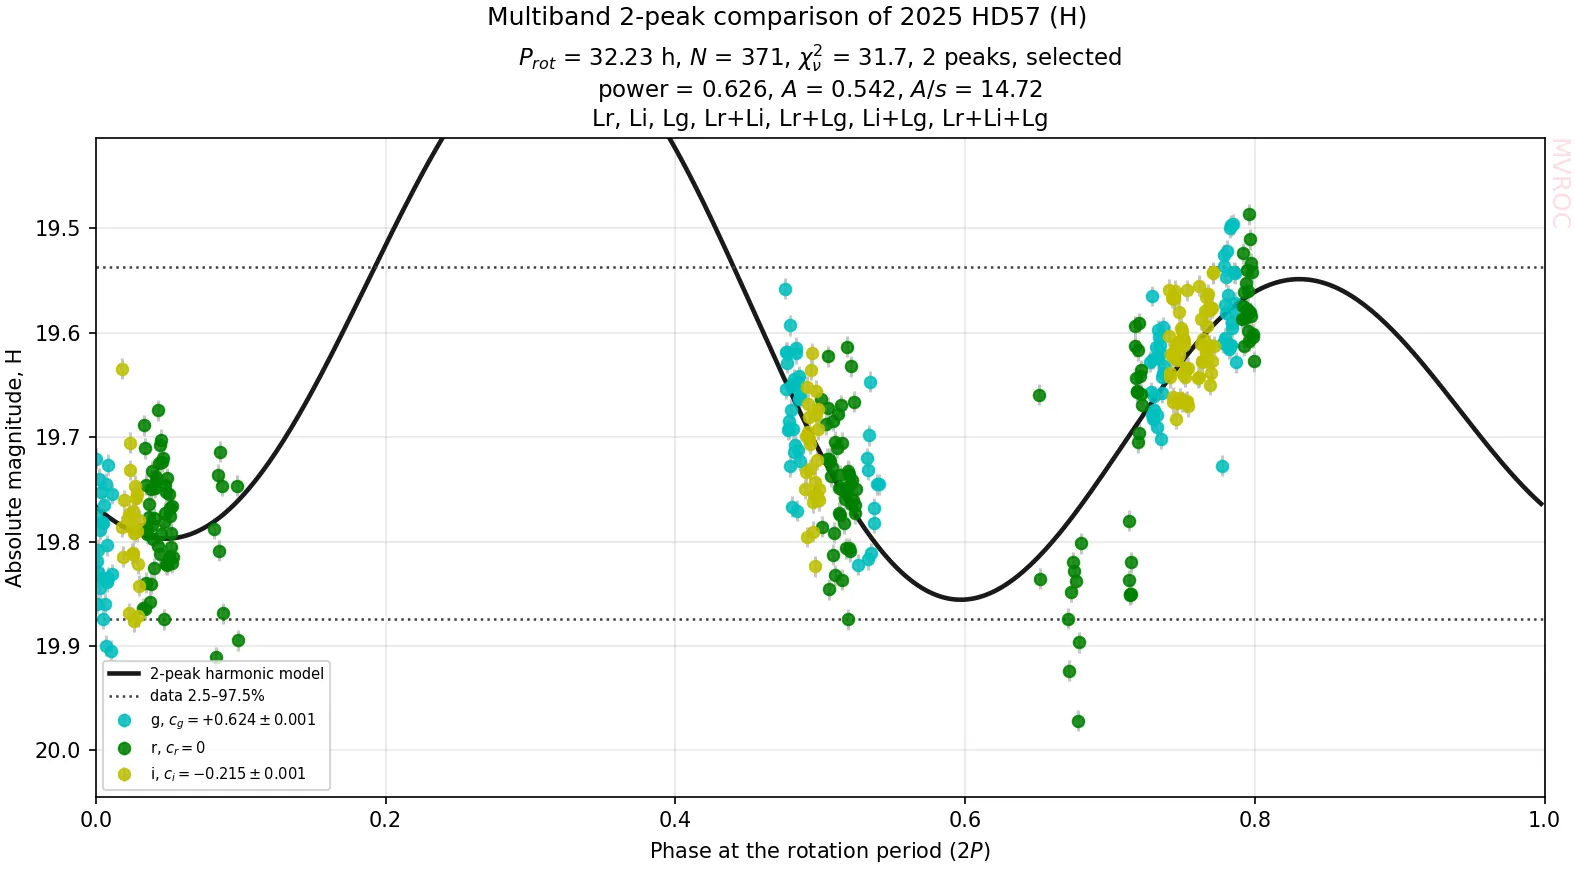 Multiband 2-peak comparison of 2025 HD57 (H)
P_rot = 32.23 h, N = 371, χ²_ν = 31.7, 2 peaks, selected
power = 0.626, A = 0.542, A/s = 14.72
Lr, Li, Lg, Lr+Li, Lr+Lg, Li+Lg, Lr+Li+Lg
MVROC
Absolute magnitude, H
19.5
19.6
19.7
19.8
19.9
20.0
2-peak harmonic model
data 2.5–97.5%
g, c_g = +0.624 ± 0.001
r, c_r = 0
i, c_i = −0.215 ± 0.001
0.0 0.2 0.4 0.6 0.8 1.0
Phase at the rotation period (2P)